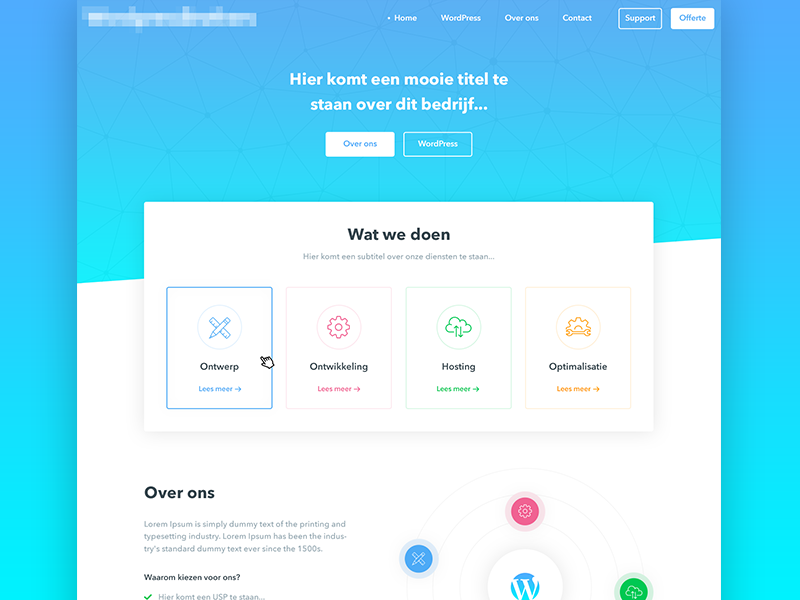 Home
WordPress
Over ons
Contact
Support
Offerte
Hier komt een mooie titel te
staan over dit bedrijf...
Over ons
WordPress
Wat we doen
Hier komt een subtitel over onze diensten te staan...
Ontwerp
Lees meer →
Ontwikkeling
Lees meer →
Hosting
Lees meer →
Optimalisatie
Lees meer →
Over ons
Lorem Ipsum is simply dummy text of the printing and
typesetting industry. Lorem Ipsum has been the indus-
try's standard dummy text ever since the 1500s.
Waarom kiezen voor ons?
Hier komt een USP te staan...